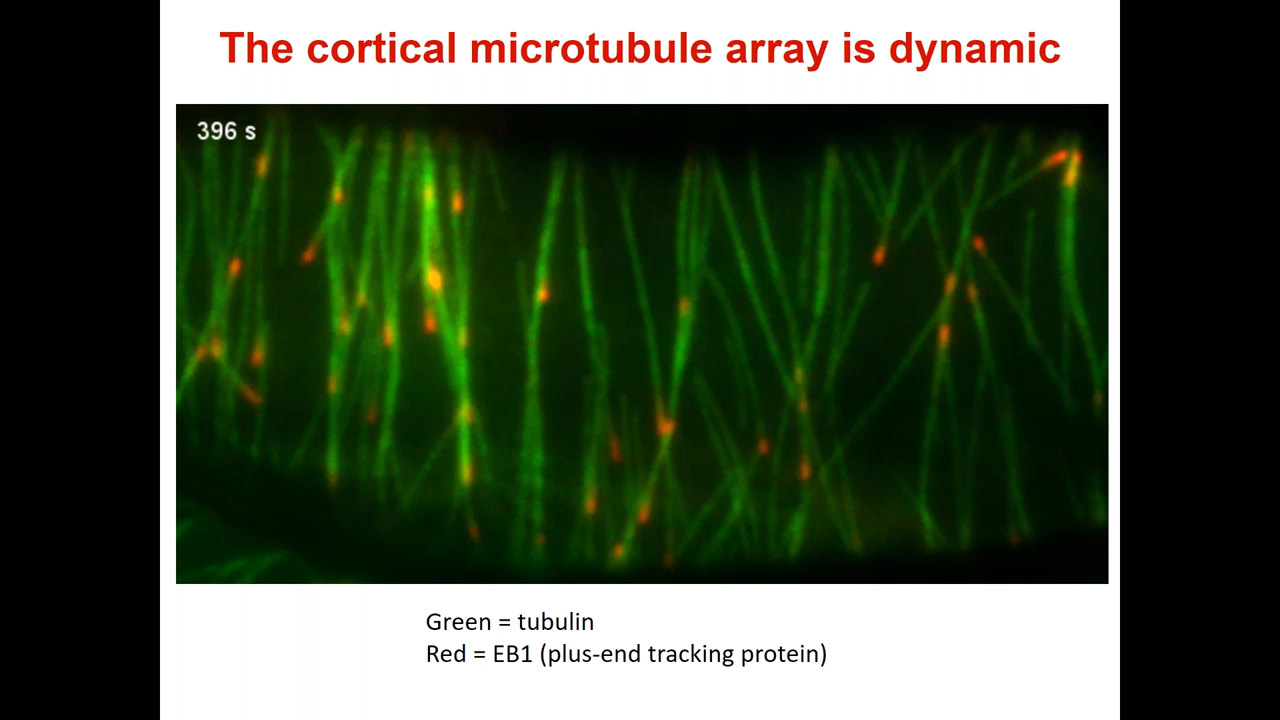 The cortical microtubule array is dynamic
396 s
Green = tubulin
Red = EB1 (plus-end tracking protein)